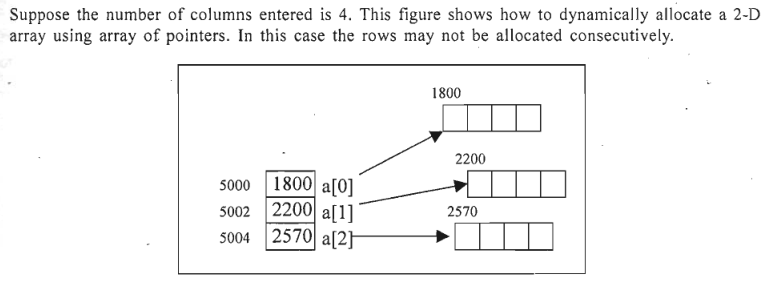 Suppose the number of columns entered is 4. This figure shows how to dynamically allocate a 2-D
array using array of pointers. In this case the rows may not be allocated consecutively.
1800
2200
5000 1800 a[0]
5002 2200 a[1]
2570
5004 2570 a[2]